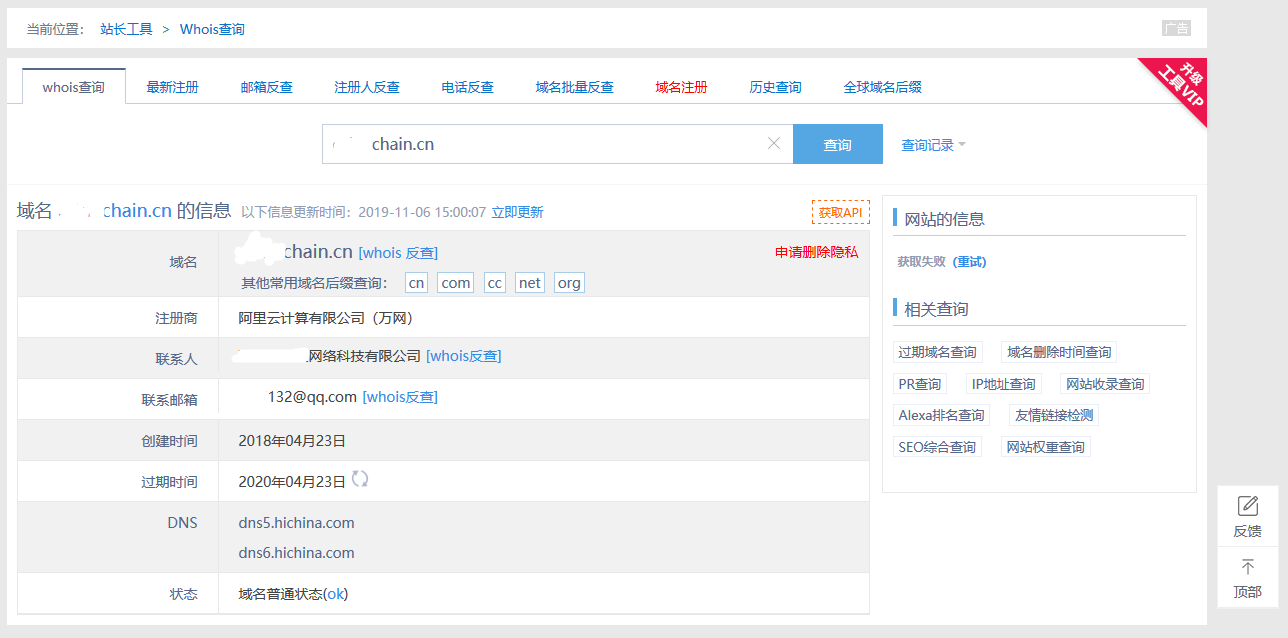 当前位置： 站长工具 > Whois查询
广告
whois查询 最新注册 邮箱反查 注册人反查 电话反查 域名批量反查 域名注册 历史查询 全球域名后缀
升级
工具VIP
chain.cn 查询 查询记录
域名 chain.cn 的信息 以下信息更新时间：2019-11-06 15:00:07 立即更新 获取API
域名 chain.cn [whois 反查] 申请删除隐私
其他常用域名后缀查询： cn com cc net org
注册商 阿里云计算有限公司（万网）
联系人 网络科技有限公司 [whois反查]
联系邮箱 132@qq.com [whois反查]
创建时间 2018年04月23日
过期时间 2020年04月23日
DNS dns5.hichina.com
dns6.hichina.com
状态 域名普通状态(ok)
网站的信息
获取失败 (重试)
相关查询
过期域名查询 域名删除时间查询
PR查询 IP地址查询 网站收录查询
Alexa排名查询 友情链接检测
SEO综合查询 网站权重查询
反馈
顶部